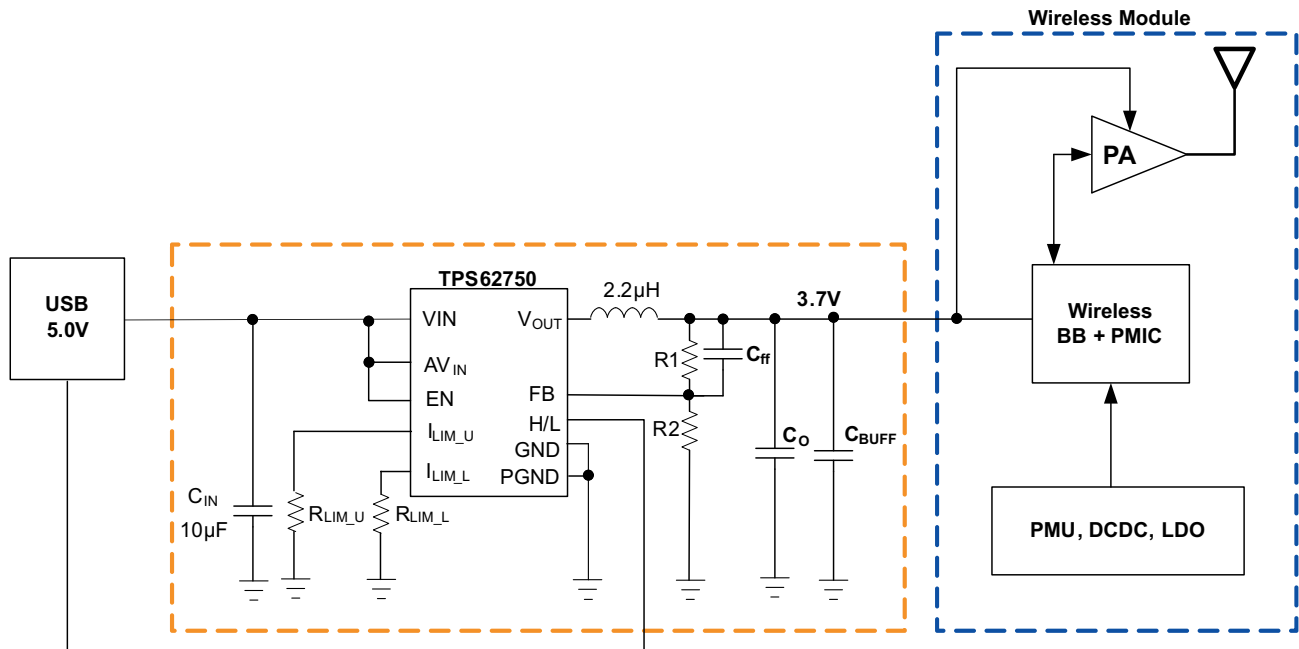 Wireless Module
PA
USB
5.0V
TPS62750
VIN
AVIN
EN
ILIM_U
ILIM_L
VOUT
FB
H/L
GND
PGND
2.2µH
3.7V
R1
Cff
R2
CO
CBUFF
CIN
10µF
RLIM_U
RLIM_L
Wireless
BB + PMIC
PMU, DCDC, LDO